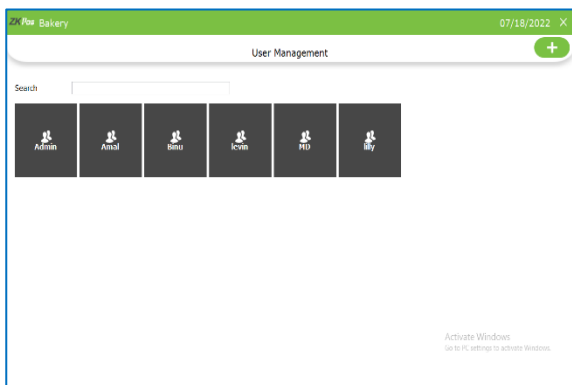 ZKPos Bakery 07/18/2022 X
User Management +
Search
Admin Amal Binu levin MD lilly
Activate Windows
Go to PC settings to activate Windows.